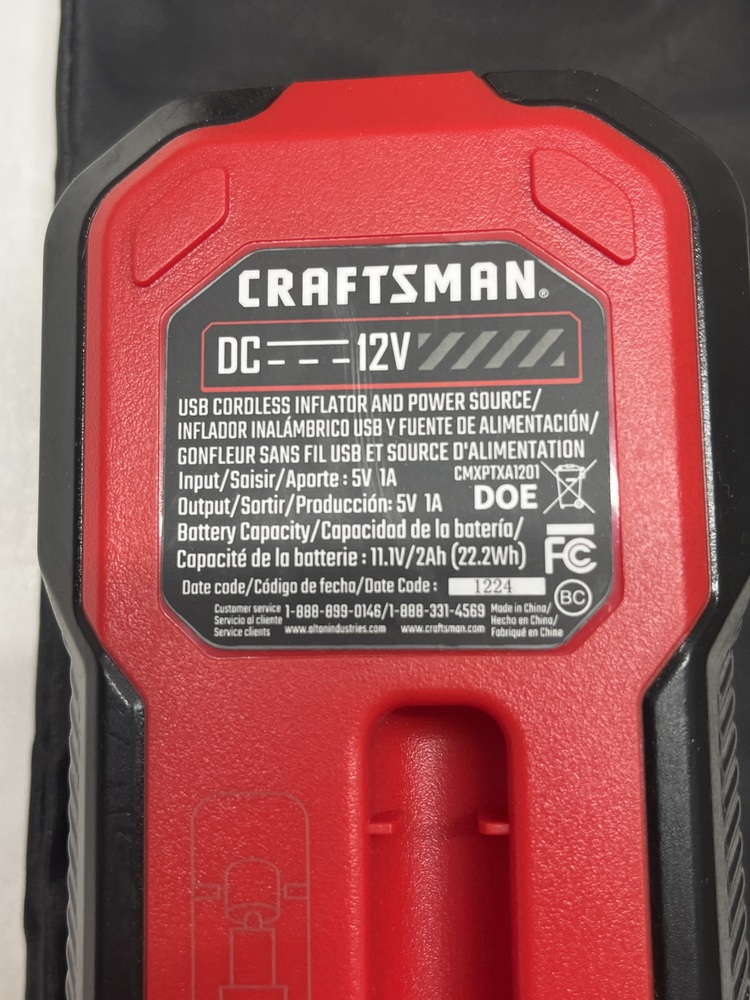 CRAFTSMAN®
DC 12V
USB CORDLESS INFLATOR AND POWER SOURCE/
INFLADOR INALÁMBRICO USB Y FUENTE DE ALIMENTACIÓN/
GONFLEUR SANS FIL USB ET SOURCE D'ALIMENTATION
Input/Saisir/Aporte : 5V 1A
CMXPTXA1201
Output/Sortir/Producción: 5V 1A
DOE
Battery Capacity/Capacidad de la batería/
Capacité de la batterie : 11.1V/2Ah (22.2Wh)
FC
Date code/Código de fecho/Date Code : 1224
BC
Customer service
Servicio al cliente
Service clients
1-888-899-0146/1-888-331-4569
www.altonindustries.com www.craftsman.com
Made in China/
Hecho en China/
Fabriqué en Chine